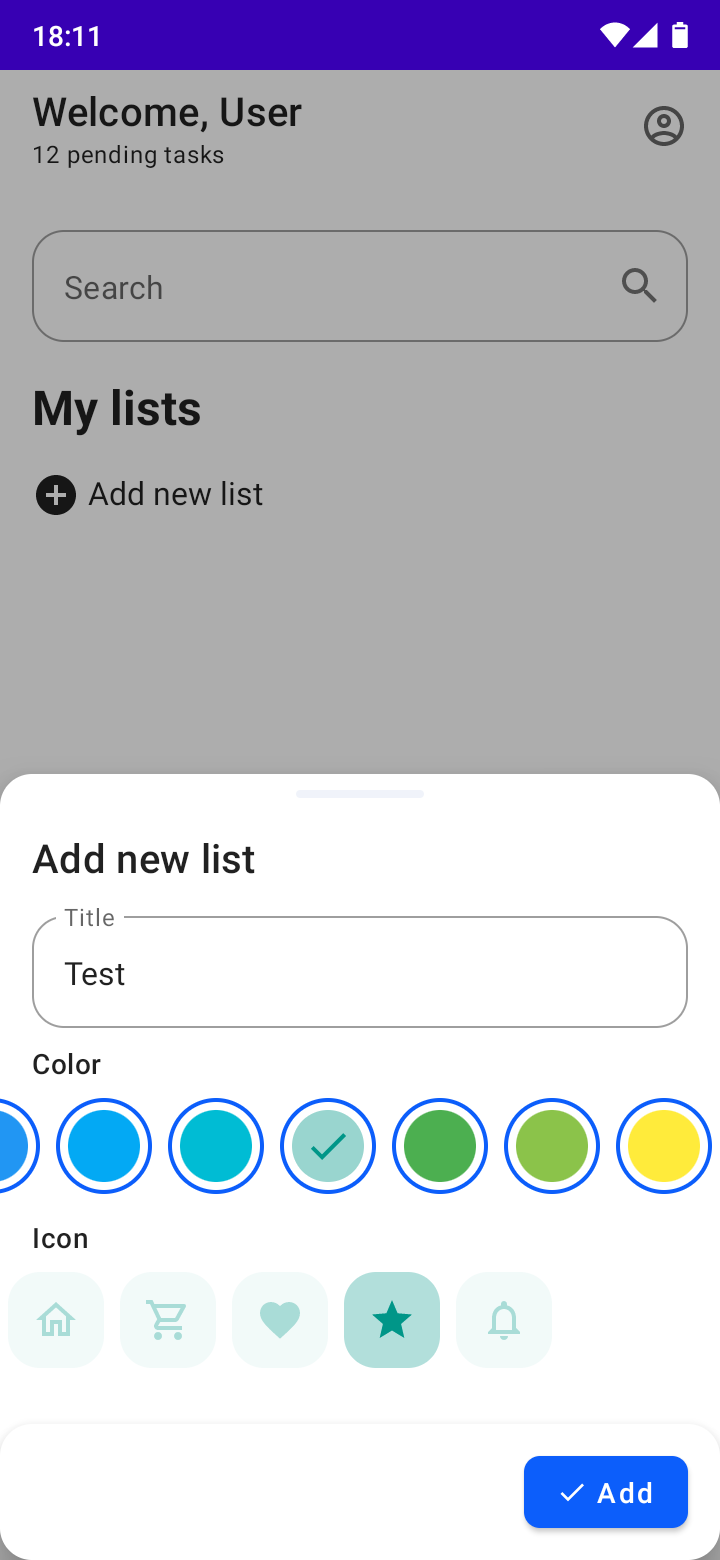 18:11
Welcome, User
12 pending tasks
Search
My lists
Add new list
Add new list
Title
Test
Color
Icon
Add